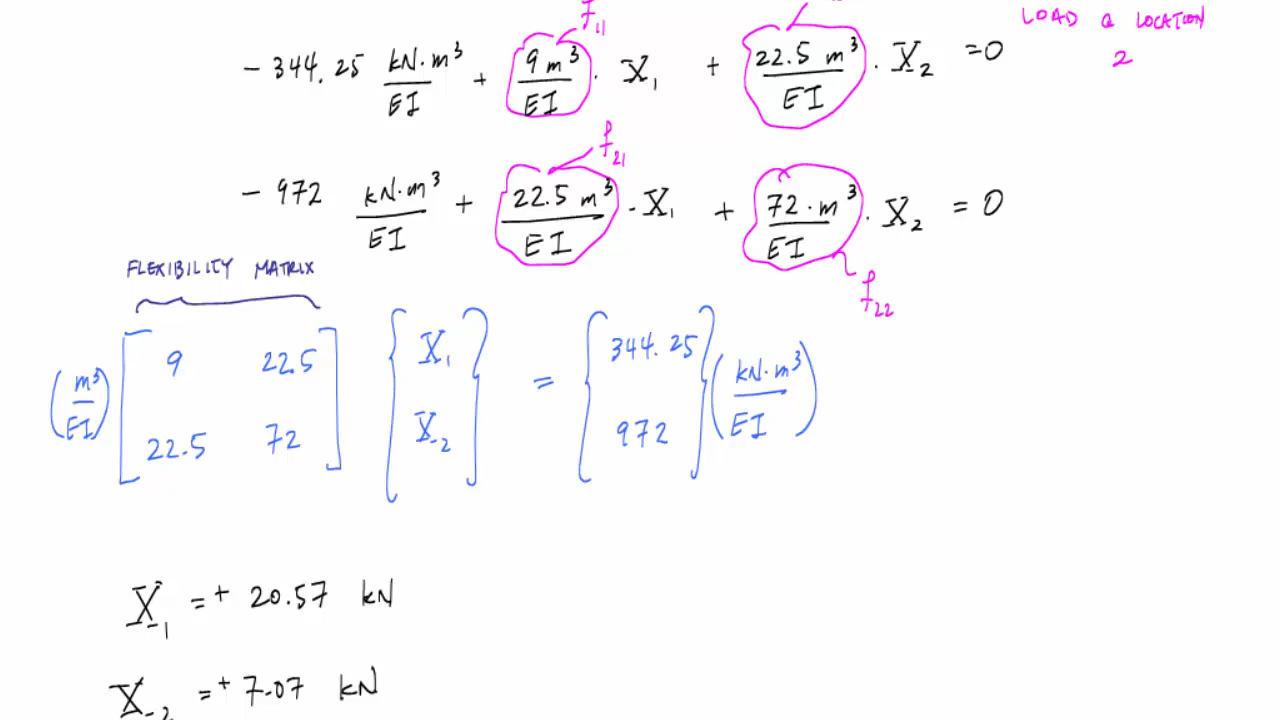 f11
LOAD @ LOCATION
2
- 344.25 kN·m³/EI + 9 m³/EI · X1 + 22.5 m³/EI · X2 = 0
f21
- 972 kN·m³/EI + 22.5 m³/EI · X1 + 72·m³/EI · X2 = 0
f22
FLEXIBILITY MATRIX
(m³/EI) [9 22.5; 22.5 72] {X1; X2} = {344.25; 972} (kN·m³/EI)
X1 = + 20.57 kN
X2 = + 7.07 kN